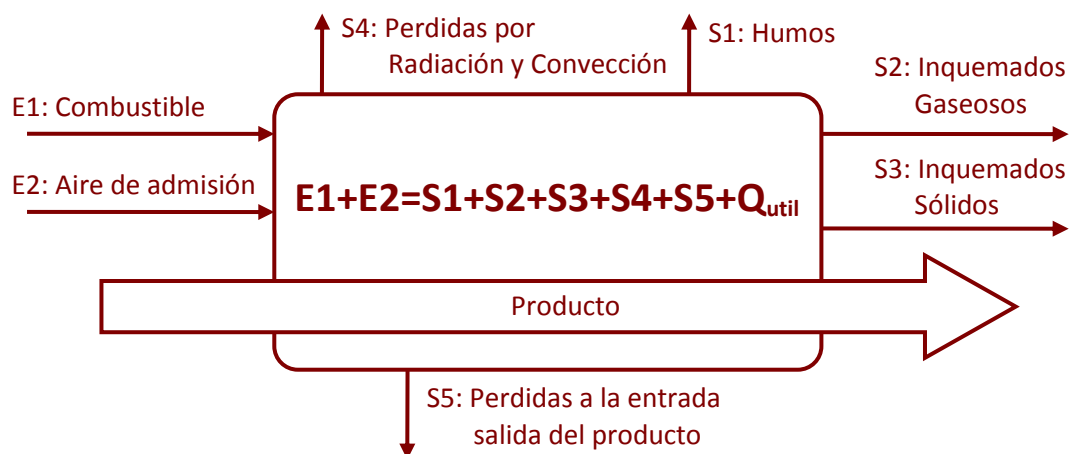 S4: Perdidas por
Radiación y Convección
S1: Humos
S2: Inquemados
Gaseosos
E1: Combustible
S3: Inquemados
Sólidos
E2: Aire de admisión
E1+E2=S1+S2+S3+S4+S5+Qutil
Producto
S5: Perdidas a la entrada
salida del producto